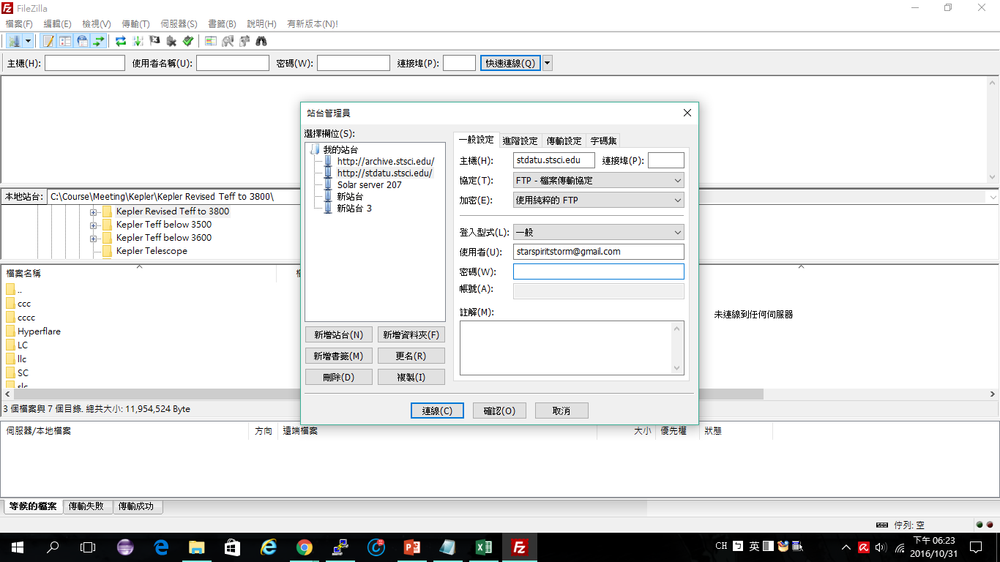 FileZilla
檔案(F) 編輯(E) 檢視(V) 傳輸(T) 伺服器(S) 書籤(B) 說明(H) 有新版本(N)!
主機(H): 使用者名稱(U): 密碼(W): 連接埠(P): 快速連線(Q)
站台管理員
選擇欄位(S):
我的站台
http://archive.stsci.edu/
http://stdatu.stsci.edu/
Solar server 207
新站台
新站台 3
新增站台(N) 新增資料夾(F)
新增書籤(M) 更名(R)
刪除(D) 複製(I)
一般設定 進階設定 傳輸設定 字碼集
主機(H): stdatu.stsci.edu 連接埠(P):
協定(T): FTP - 檔案傳輸協定
加密(E): 使用純粹的 FTP
登入型式(L): 一般
使用者(U): starspiritstorm@gmail.com
密碼(W):
帳號(A):
註解(M):
連線(C) 確認(O) 取消
本地站台: C:\Course\Meeting\Kepler\Kepler Revised Teff to 3800\
Kepler Revised Teff to 3800
Kepler Teff below 3500
Kepler Teff below 3600
Kepler Telescope
檔案名稱
..
ccc
cccc
Hyperflare
LC
llc
SC
slc
未連線到任何伺服器
3 個檔案與 7 個目錄. 總共大小: 11,954,524 Byte
伺服器/本地檔案 方向 遠端檔案 大小 優先權 狀態
等候的檔案 傳輸失敗 傳輸成功
佇列: 空
CH 英 下午 06:23
2016/10/31